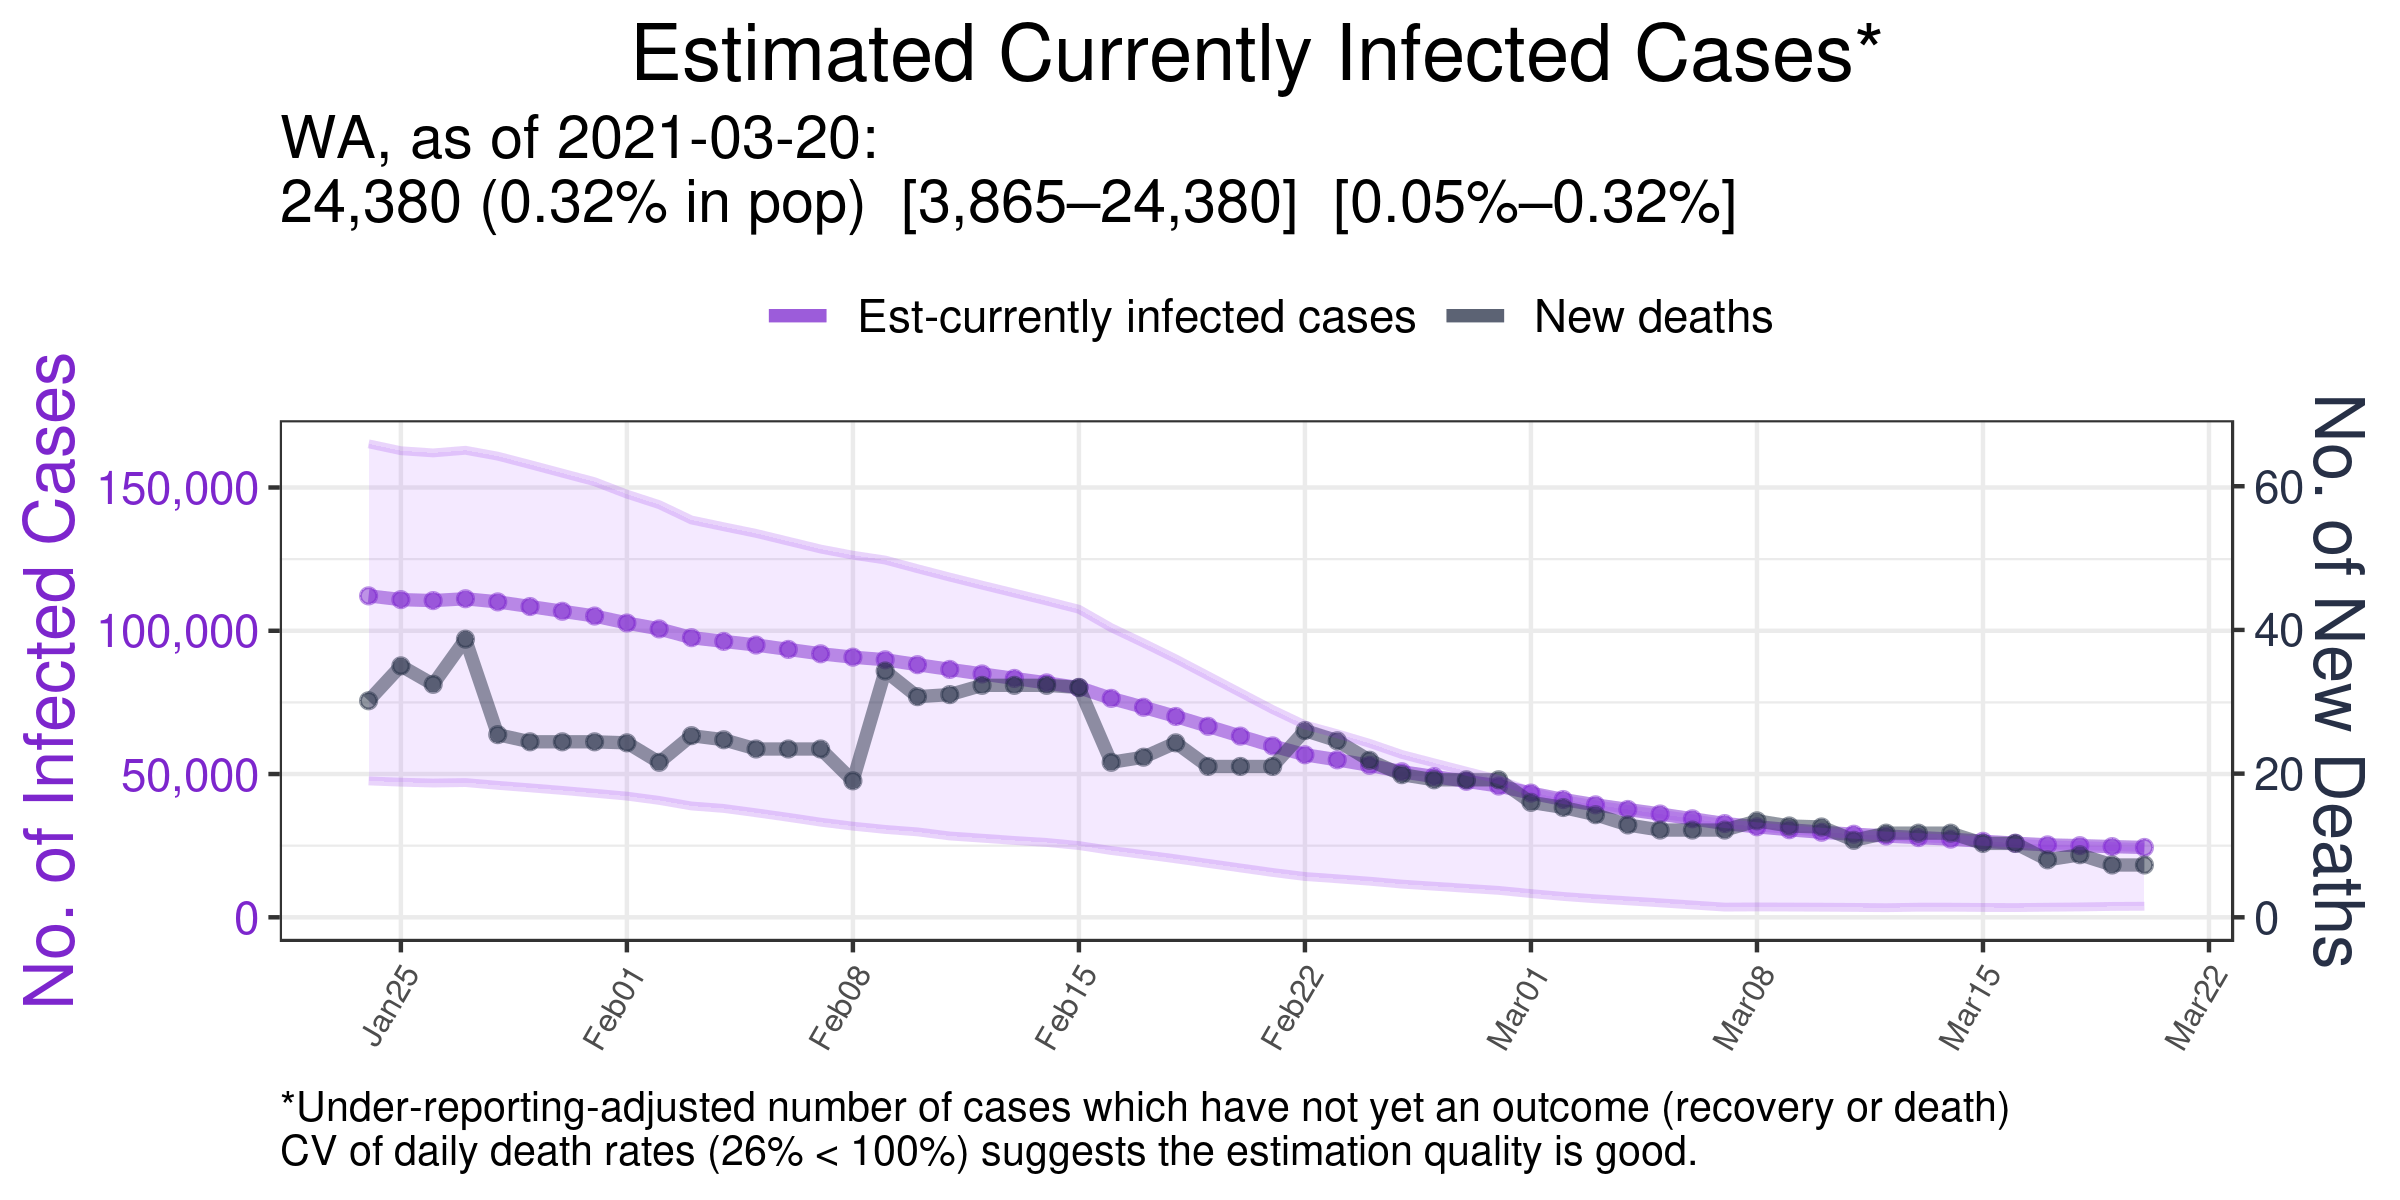 Estimated Currently Infected Cases*
WA, as of 2021-03-20:
24,380 (0.32% in pop)  [3,865–24,380]  [0.05%–0.32%]
Est-currently infected cases
New deaths
No. of Infected Cases
150,000
100,000
50,000
0
60
40
20
0
No. of New Deaths
Jan25
Feb01
Feb08
Feb15
Feb22
Mar01
Mar08
Mar15
Mar22
*Under-reporting-adjusted number of cases which have not yet an outcome (recovery or death)
CV of daily death rates (26% < 100%) suggests the estimation quality is good.